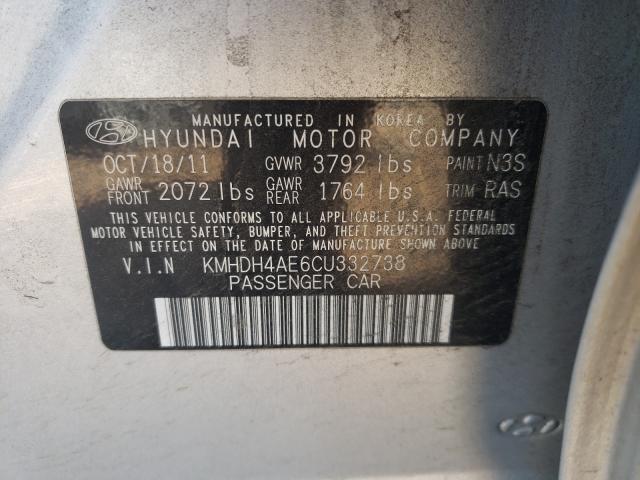 MANUFACTURED IN KOREA BY
HYUNDAI MOTOR COMPANY
OCT/18/11 GVWR 3792 lbs PAINT N3S
GAWR FRONT 2072 lbs GAWR REAR 1764 lbs TRIM RAS
THIS VEHICLE CONFORMS TO ALL APPLICABLE U.S.A. FEDERAL
MOTOR VEHICLE SAFETY, BUMPER, AND THEFT PREVENTION STANDARDS
IN EFFECT ON THE DATE OF MANUFACTURE SHOWN ABOVE
V.I.N KMHDH4AE6CU332738
PASSENGER CAR